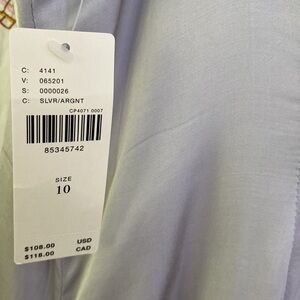 C: 4141
V: 065201
S: 0000026
C: SLVR/ARGNT
CP4071 0007
85345742
SIZE
10
$108.00 USD
$118.00 CAD